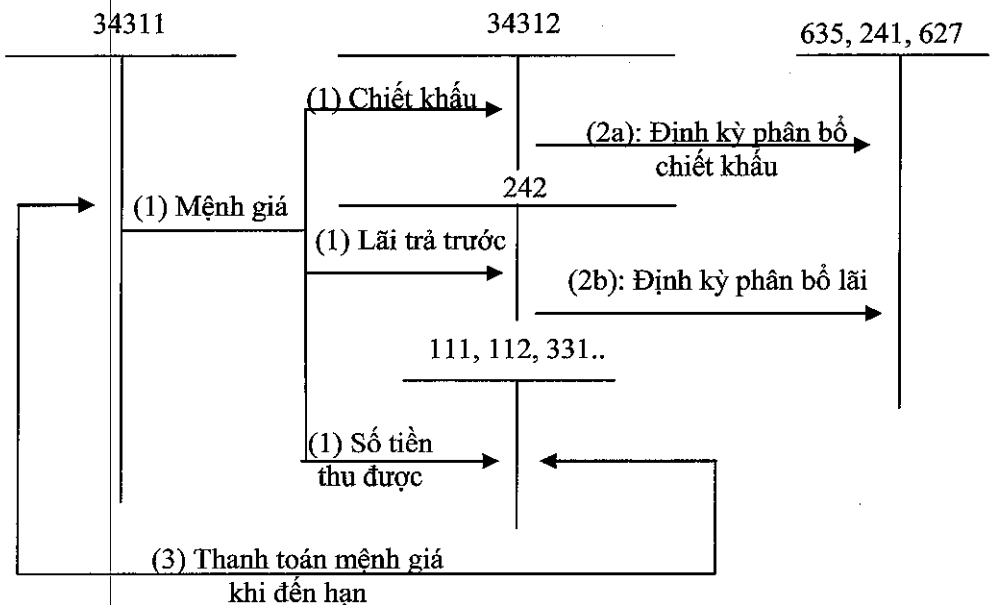 34311
34312
635, 241, 627
(1) Chiết khấu
(2a): Định kỳ phân bổ
chiết khấu
242
(1) Mệnh giá
(1) Lãi trả trước
(2b): Định kỳ phân bổ lãi
111, 112, 331..
(1) Số tiền
thu được
(3) Thanh toán mệnh giá
khi đến hạn